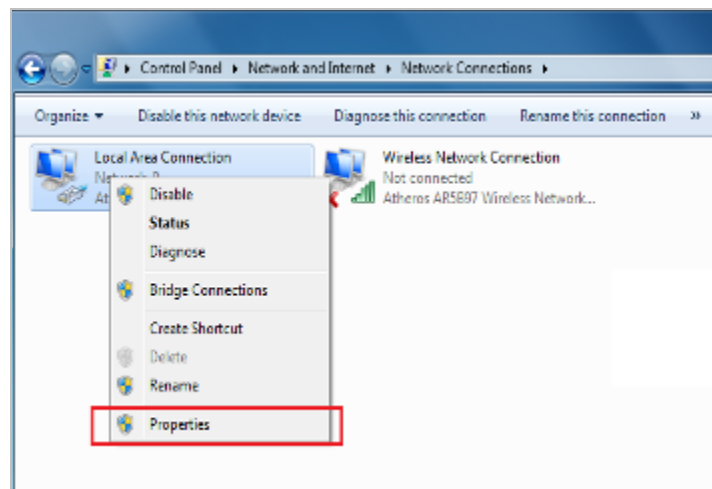 Control Panel ▸ Network and Internet ▸ Network Connections ▸
Organize ▾ Disable this network device Diagnose this connection Rename this connection »
Local Area Connection
Wireless Network Connection
Not connected
Atheros AR5B97 Wireless Network...
Disable
Status
Diagnose
Bridge Connections
Create Shortcut
Delete
Rename
Properties